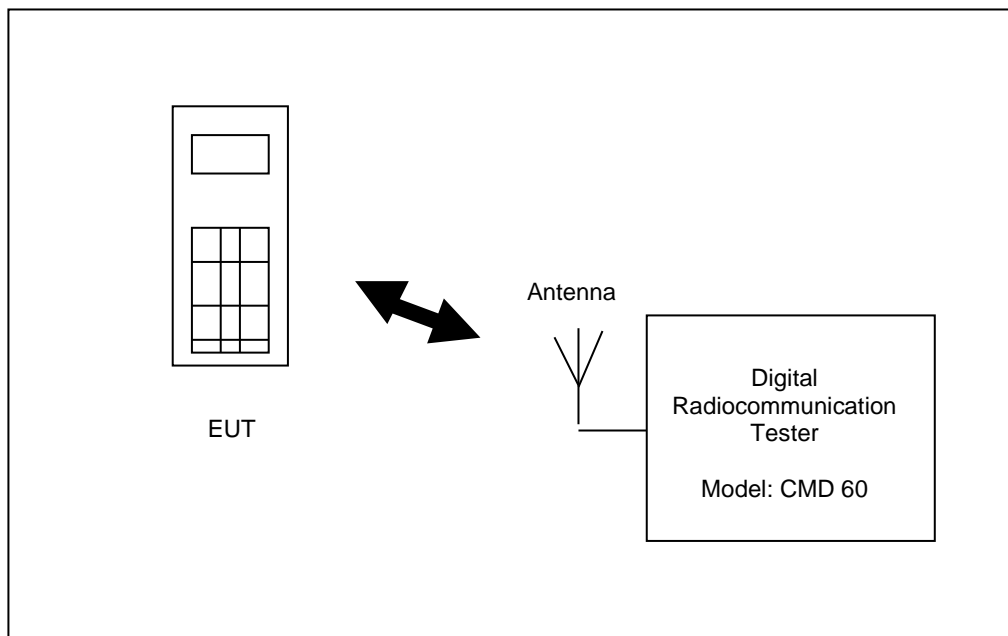 EUT
Antenna
Digital
Radiocommunication
Tester
Model: CMD 60